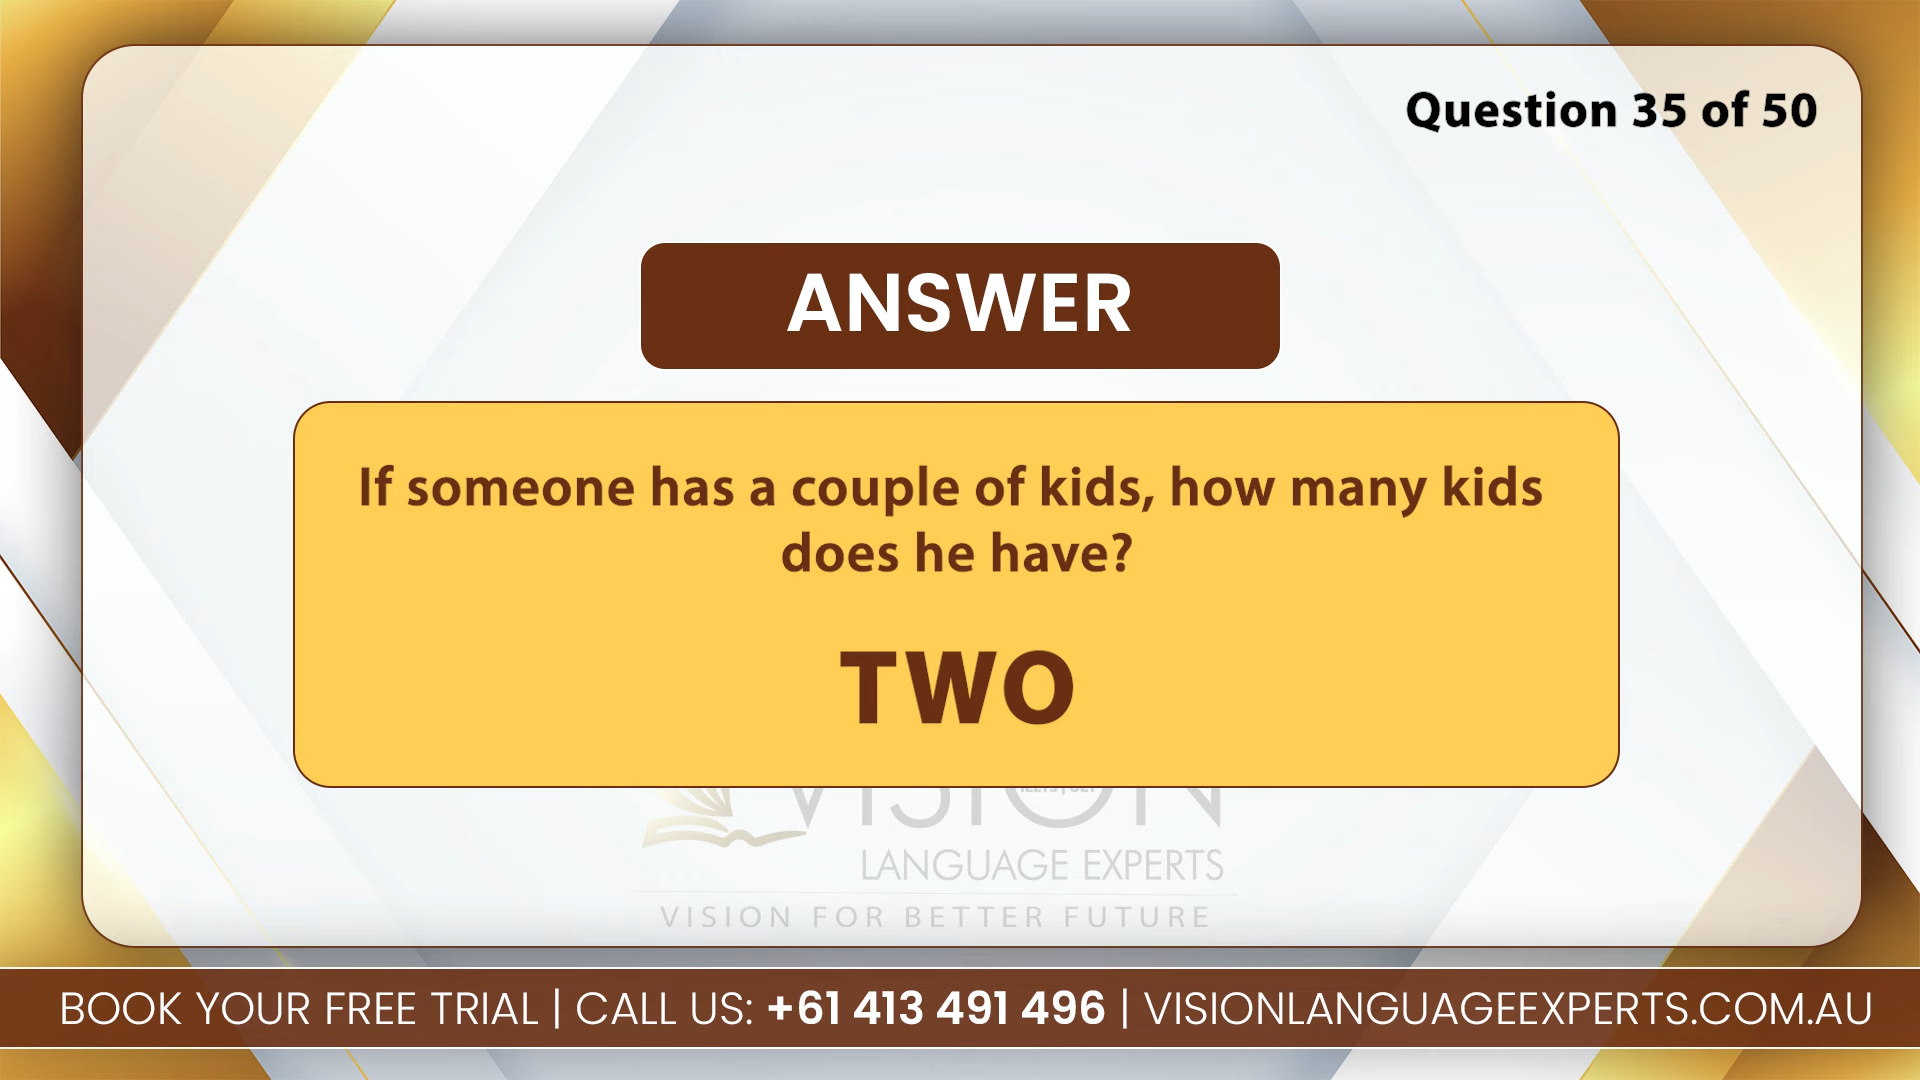 Question 35 of 50
ANSWER
If someone has a couple of kids, how many kids
does he have?
TWO
VISION
LANGUAGE EXPERTS
VISION FOR BETTER FUTURE
BOOK YOUR FREE TRIAL | CALL US: +61 413 491 496 | VISIONLANGUAGEEXPERTS.COM.AU